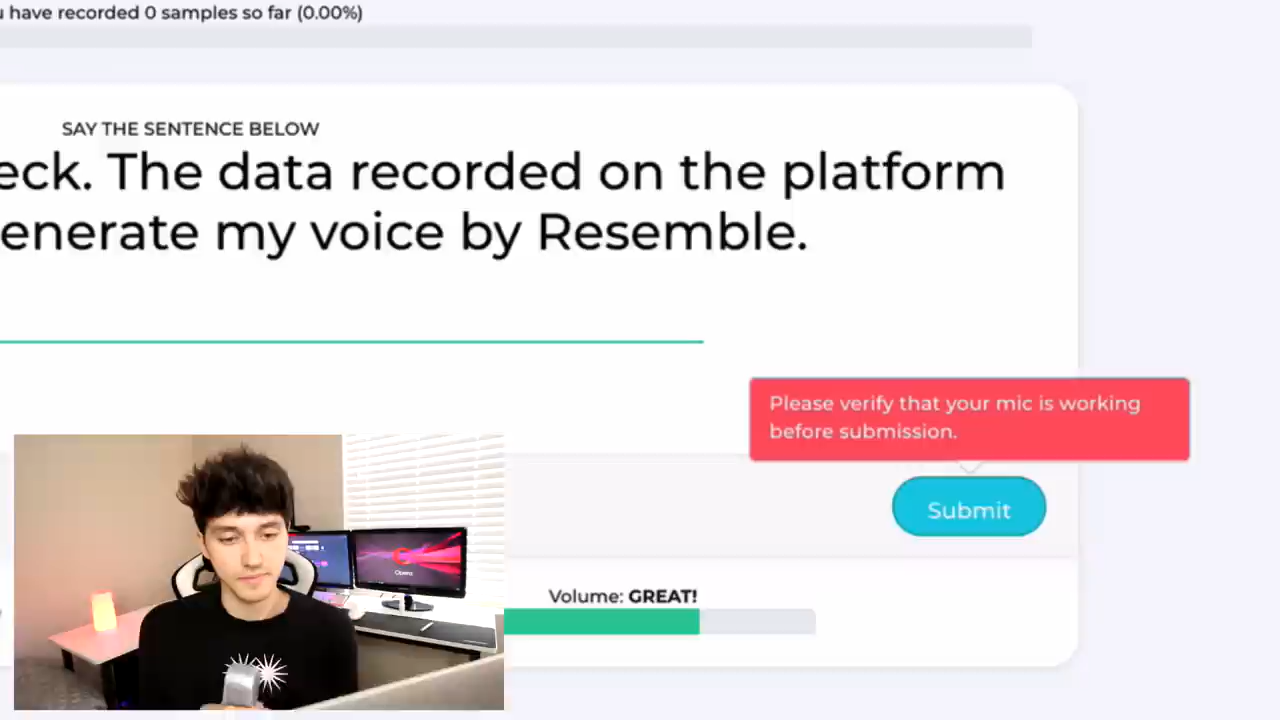 u have recorded 0 samples so far (0.00%)
SAY THE SENTENCE BELOW
eck. The data recorded on the platform
enerate my voice by Resemble.
Please verify that your mic is working
before submission.
Submit
Opera
Volume: GREAT!